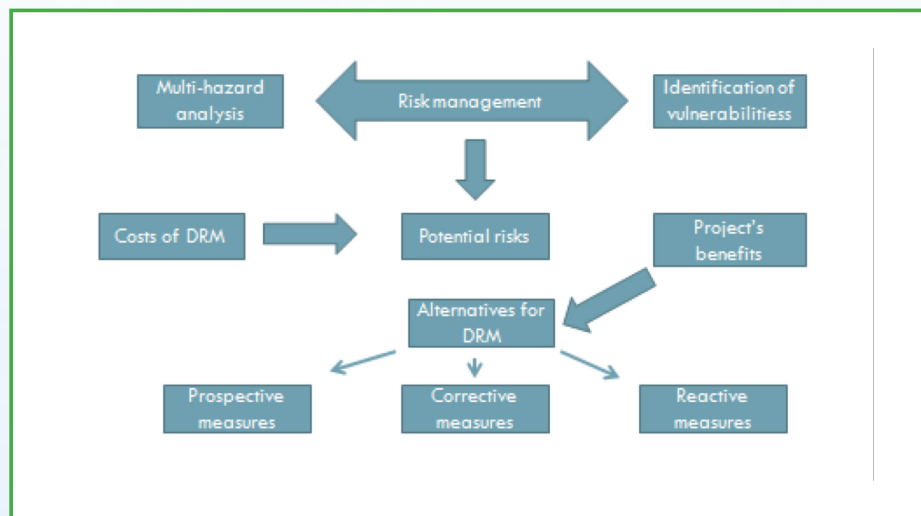 Multi-hazard
analysis
Risk management
Identification of
vulnerabilitiess
Costs of DRM
Potential risks
Project's
benefits
Alternatives for
DRM
Prospective
measures
Corrective
measures
Reactive
measures